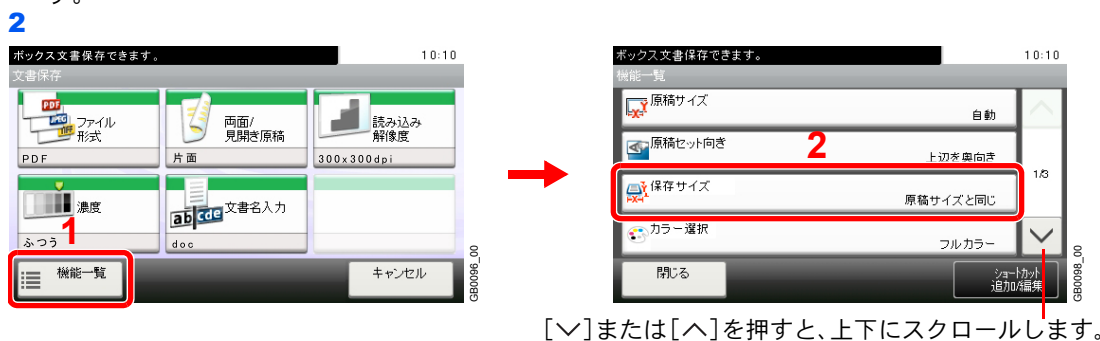 す。
2
ボックス文書保存できます。
10:10
文書保存
PDF
JPEG
TIFF
ファイル
形式
PDF
両面/
見開き原稿
片面
読み込み
解像度
300x300dpi
濃度
ふつう
1
ab cde
文書名入力
doc
機能一覧
キャンセル
GB0096_00
ボックス文書保存できます。
10:10
機能一覧
原稿サイズ
自動
原稿セット向き
上辺を奥向き
2
保存サイズ
原稿サイズと同じ
1/3
カラー選択
フルカラー
閉じる
ショートカット
追加/編集
GB0098_00
[∨]または[∧]を押すと、上下にスクロールします。